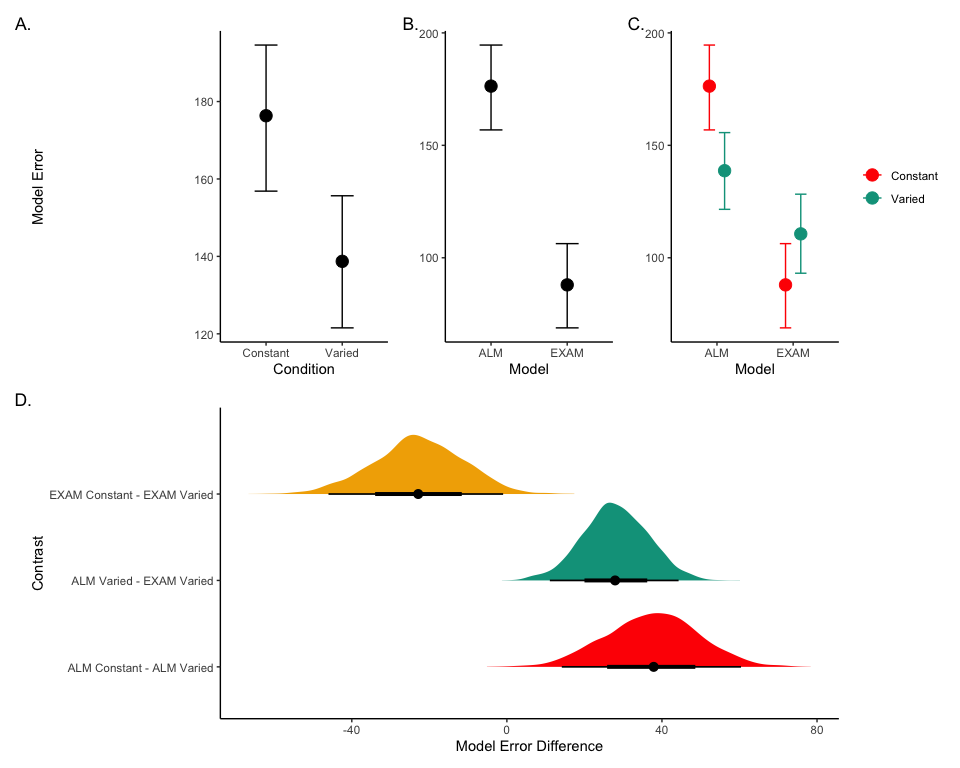 A.
Model Error
180
160
140
120
Constant Varied
Condition
B.
200
150
100
ALM EXAM
Model
C.
200
150
100
ALM EXAM
Model
Constant
Varied
D.
Contrast
EXAM Constant - EXAM Varied
ALM Varied - EXAM Varied
ALM Constant - ALM Varied
-40 0 40 80
Model Error Difference